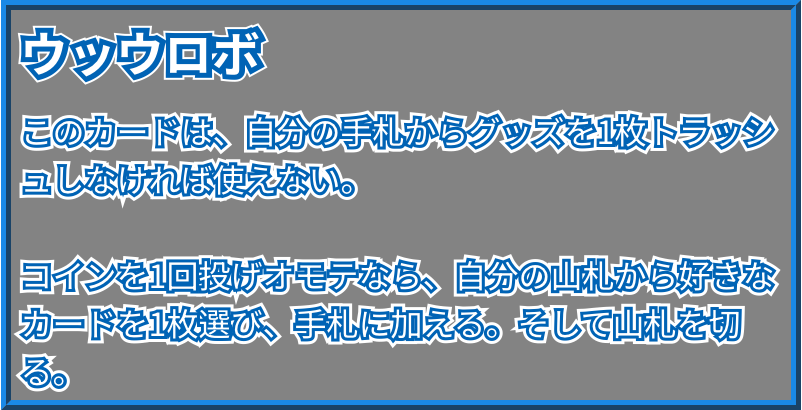 ウッウロボ
このカードは、自分の手札からグッズを1枚トラッシ
ュしなければ使えない。
コインを1回投げオモテなら、自分の山札から好きな
カードを1枚選び、手札に加える。そして山札を切
る。